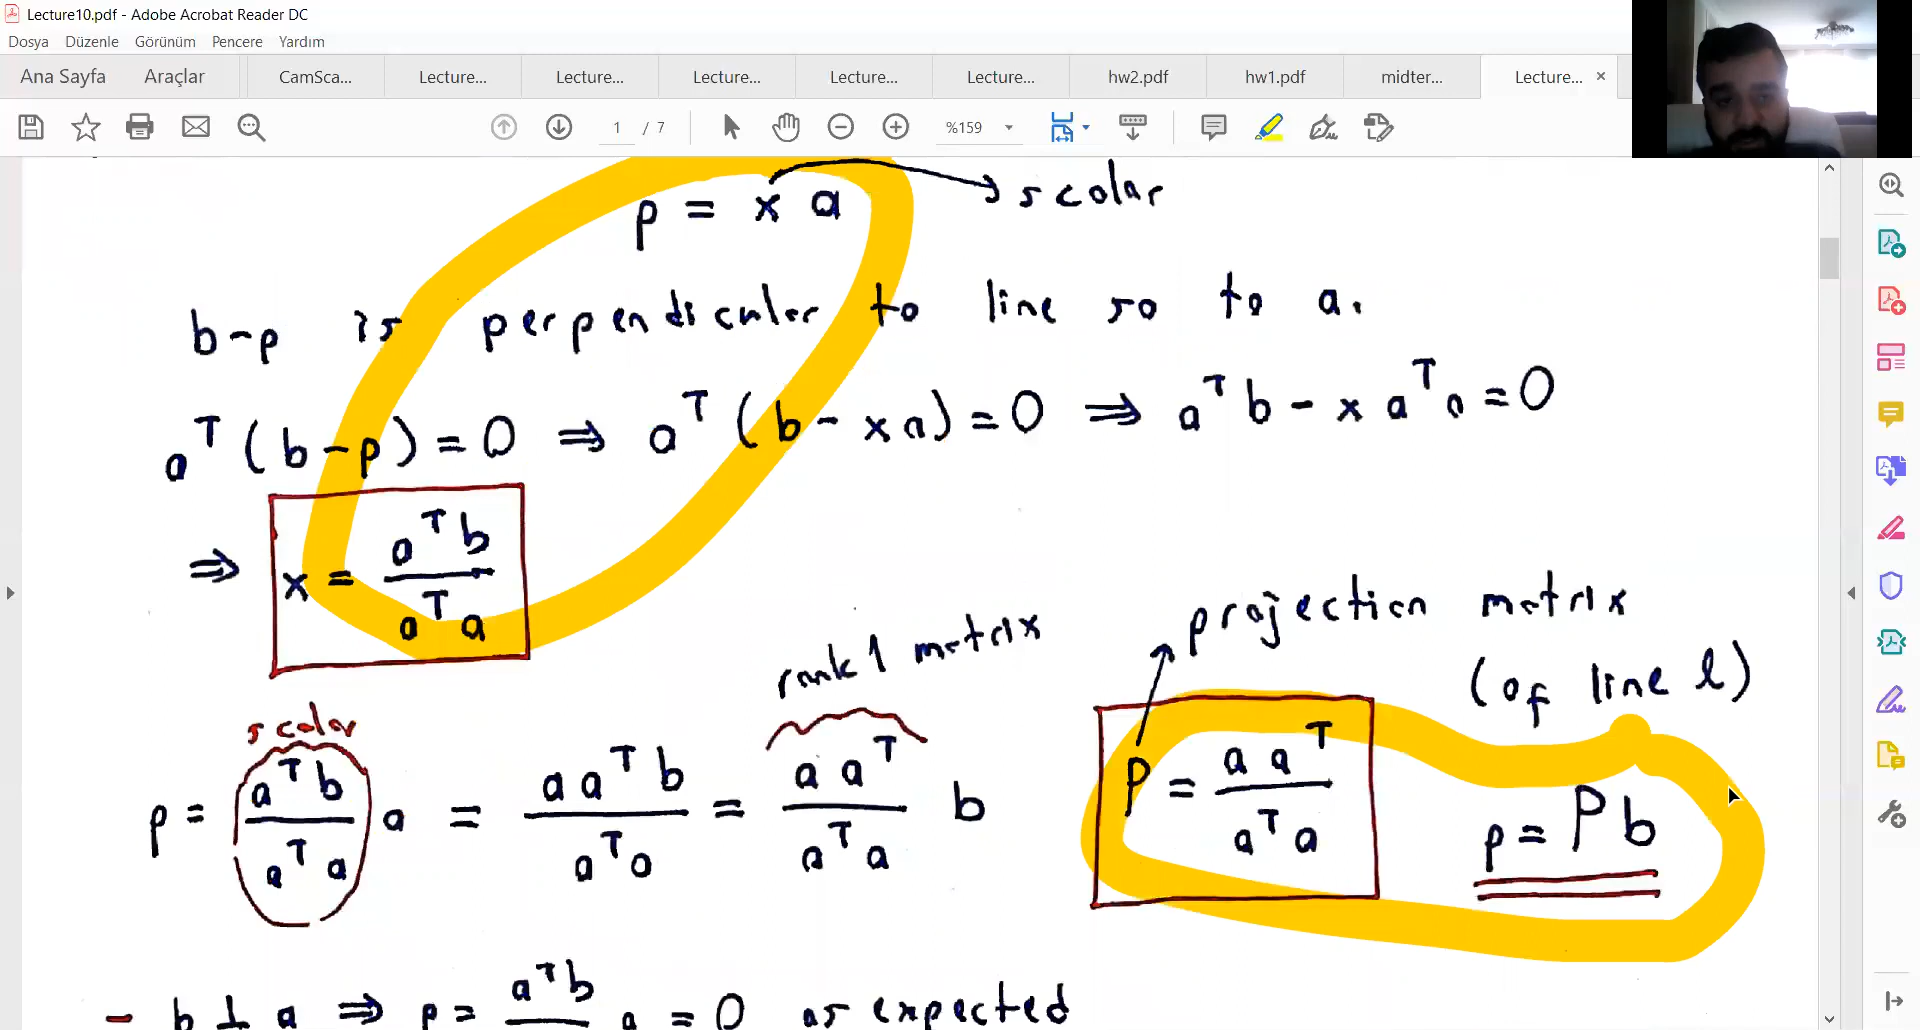 Lecture10.pdf - Adobe Acrobat Reader DC
Dosya Düzenle Görünüm Pencere Yardım
Ana Sayfa Araçlar CamSca... Lecture... Lecture... Lecture... Lecture... Lecture... hw2.pdf hw1.pdf midter... Lecture... ×
1 / 7 %159
p = x a → scalar
b-p is perpendicular to line so to a.
a^T (b-p) = 0 ⇒ a^T (b - xa) = 0 ⇒ a^T b - x a^T a = 0
⇒ x = a^T b / a^T a
rank 1 matrix
projection matrix
(of line l)
scalar
p = (a^T b / a^T a) a = a a^T b / a^T a = (a a^T / a^T a) b
P = a a^T / a^T a
p = P b
- b ⊥ a ⇒ p = a^T b a = 0 as expected